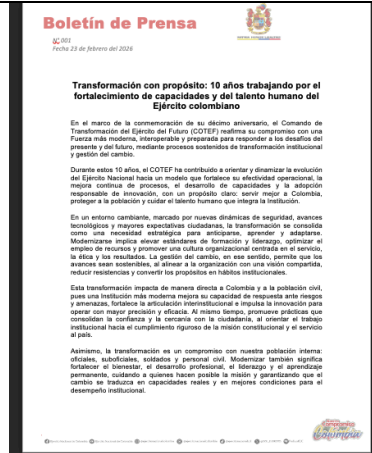 Boletín de Prensa
N° 001
Fecha 23 de febrero del 2026
Transformación con propósito: 10 años trabajando por el
fortalecimiento de capacidades y del talento humano del
Ejército colombiano
En el marco de la conmemoración de su décimo aniversario, el Comando de
Transformación del Ejército del Futuro (COTEF) reafirma su compromiso con una
Fuerza más moderna, interoperable y preparada para responder a los desafíos del
presente y del futuro, mediante procesos sostenidos de transformación institucional
y gestión del cambio.
Durante estos 10 años, el COTEF ha contribuido a orientar y dinamizar la evolución
del Ejército Nacional hacia un modelo que fortalece su efectividad operacional, la
mejora continua de procesos, el desarrollo de capacidades y la adopción
responsable de innovación, con un propósito claro: servir mejor a Colombia,
proteger a la población y cuidar el talento humano que integra la Institución.
En un entorno cambiante, marcado por nuevas dinámicas de seguridad, avances
tecnológicos y mayores expectativas ciudadanas, la transformación se consolida
como una necesidad estratégica para anticiparse, aprender y adaptarse.
Modernizarse implica elevar estándares de formación y liderazgo, optimizar el
empleo de recursos y promover una cultura organizacional centrada en el servicio,
la ética y los resultados. La gestión del cambio, en ese sentido, permite que los
avances sean sostenibles, al alinear a la organización con una visión compartida,
reducir resistencias y convertir los propósitos en hábitos institucionales.
Esta transformación impacta de manera directa a Colombia y a la población civil,
pues una Institución más moderna mejora su capacidad de respuesta ante riesgos
y amenazas, fortalece la articulación interinstitucional e impulsa la innovación para
operar con mayor precisión y eficacia. Al mismo tiempo, promueve prácticas que
consolidan la confianza y la cercanía con la ciudadanía, al orientar el trabajo
institucional hacia el cumplimiento riguroso de la misión constitucional y el servicio
al país.
Asimismo, la transformación es un compromiso con nuestra población interna:
oficiales, suboficiales, soldados y personal civil. Modernizar también significa
fortalecer el bienestar, el desarrollo profesional, el liderazgo y el aprendizaje
permanente, cuidando a quienes hacen posible la misión y garantizando que el
cambio se traduzca en capacidades reales y en mejores condiciones para el
desempeño institucional.